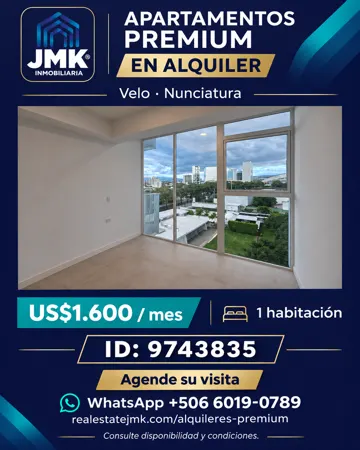 JMK®
INMOBILIARIA
APARTAMENTOS
PREMIUM
EN ALQUILER
Velo · Nunciatura
US$1.600 / mes
1 habitación
ID: 9743835
Agende su visita
WhatsApp +506 6019-0789
realestatejmk.com/alquileres-premium
Consulte disponibilidad y condiciones.